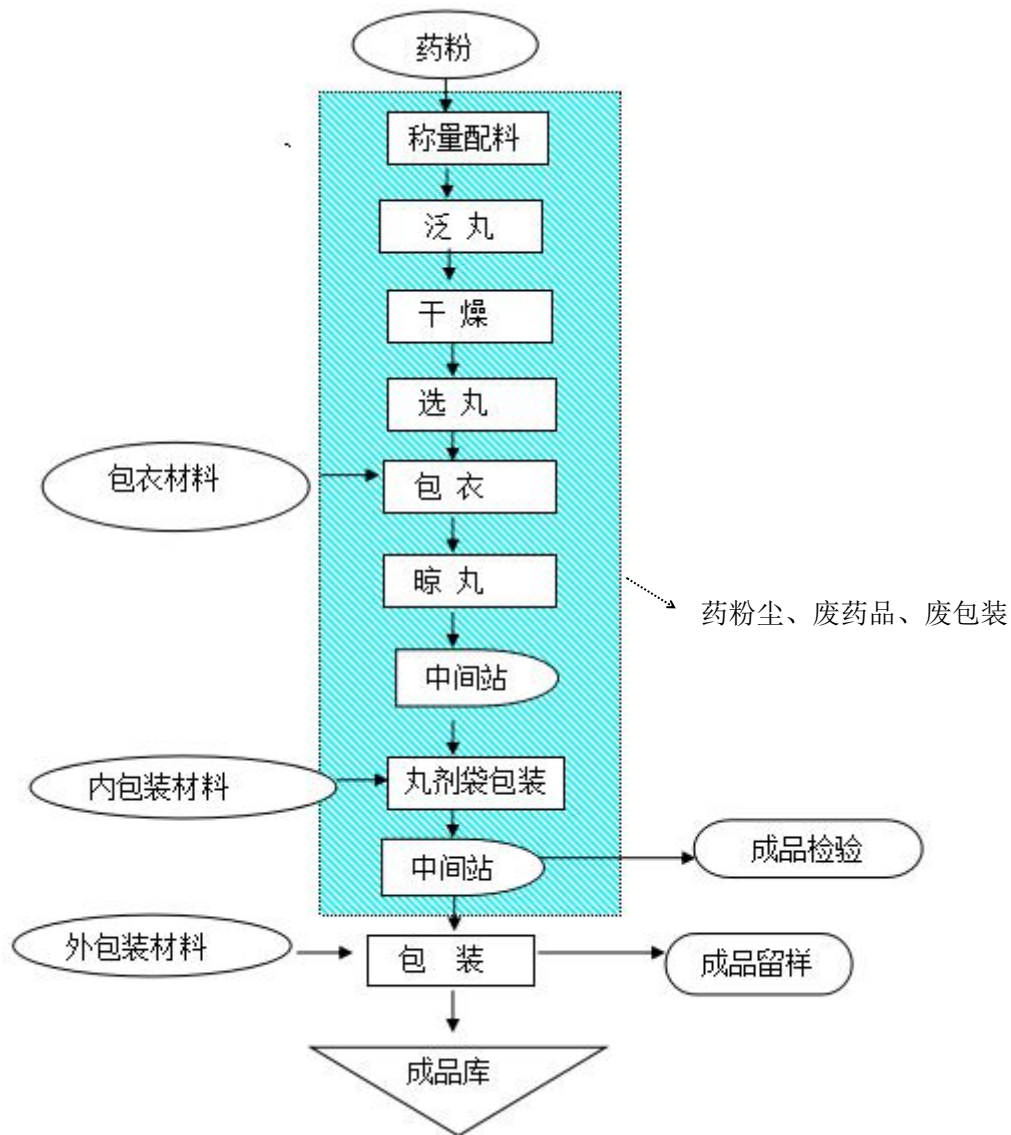 药粉
称量配料
泛 丸
干 燥
选 丸
包衣材料
包 衣
晾 丸
药粉尘、废药品、废包装
中间站
内包装材料
丸剂袋包装
中间站
成品检验
外包装材料
包 装
成品留样
成品库